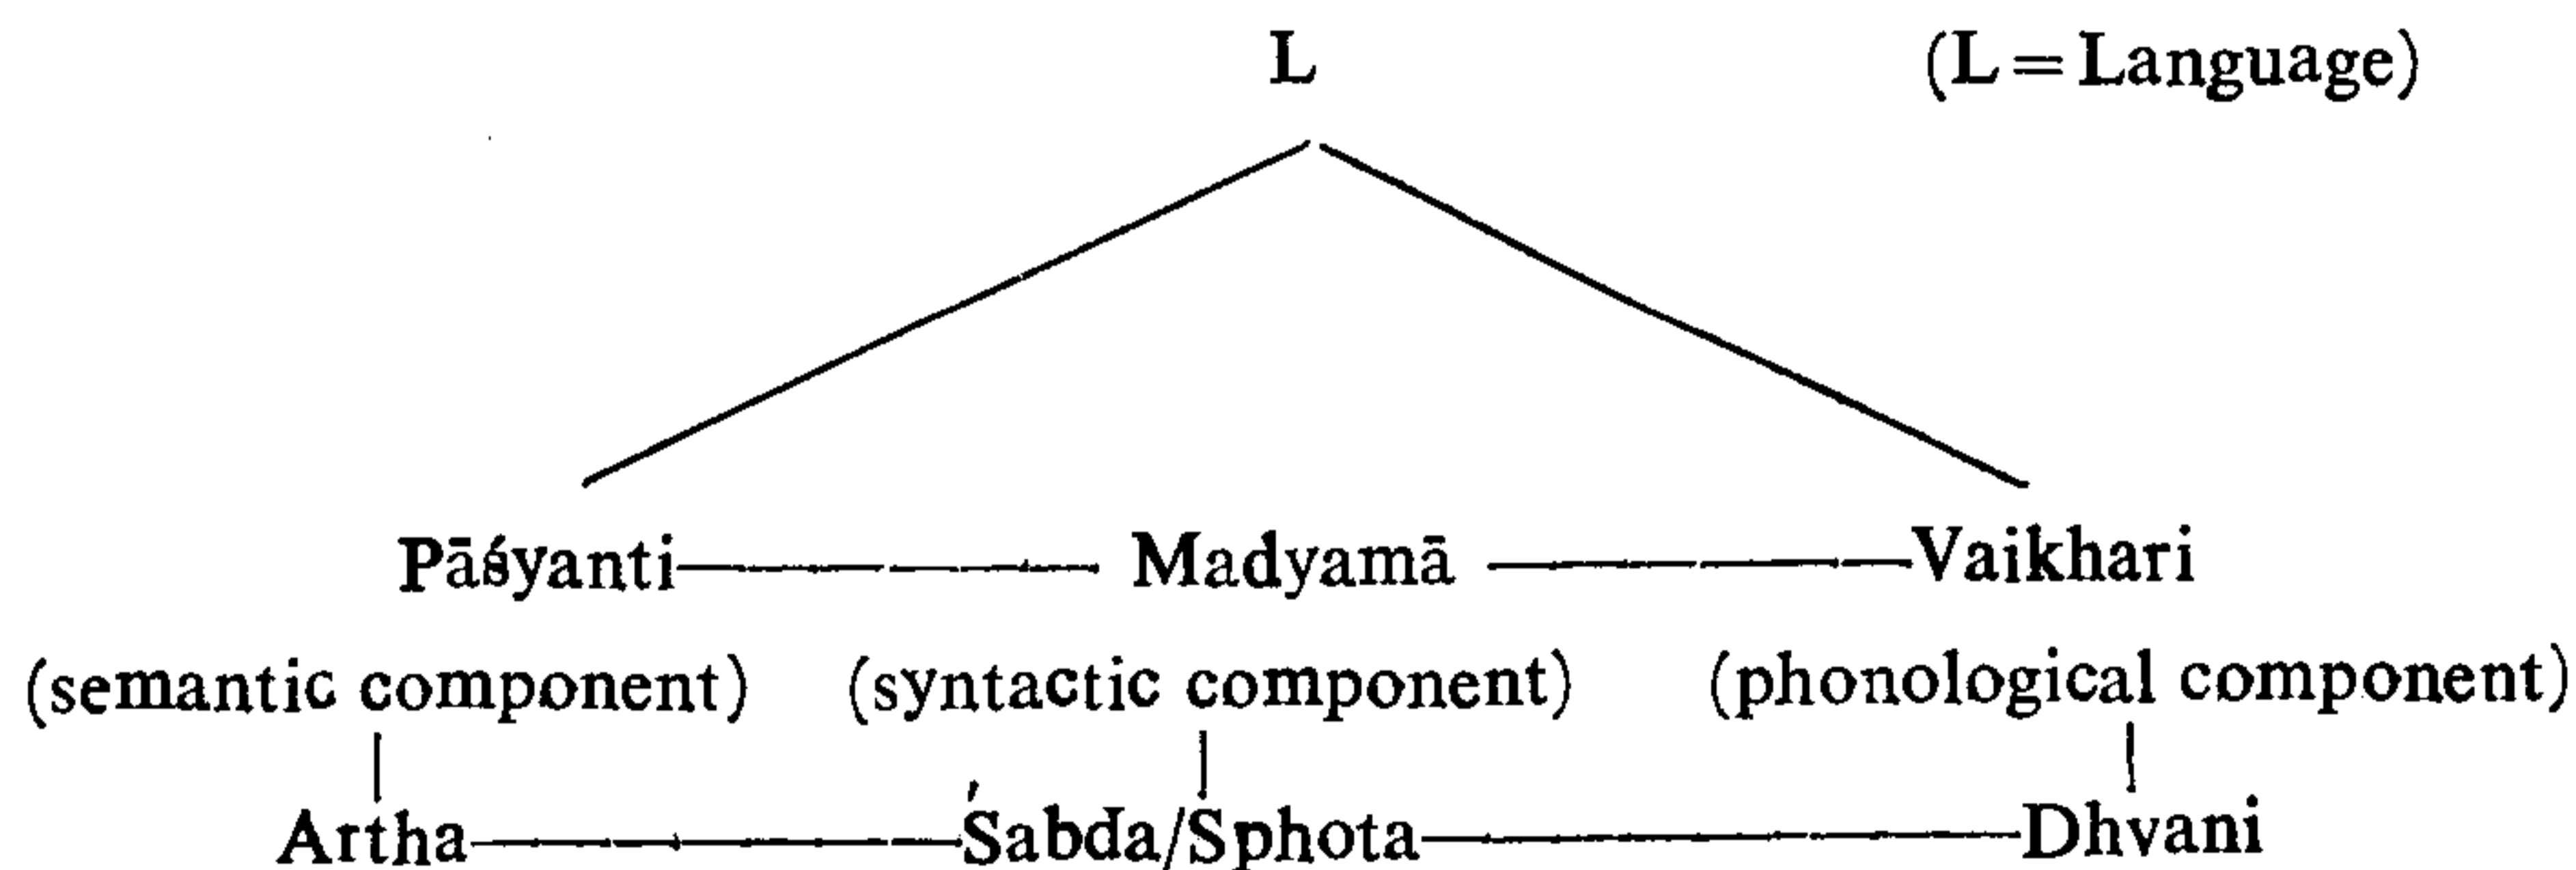 L (L = Language)
Pāśyanti Madyamā Vaikhari
(semantic component) (syntactic component) (phonological component)
Artha Śabda/Sphota Dhvani